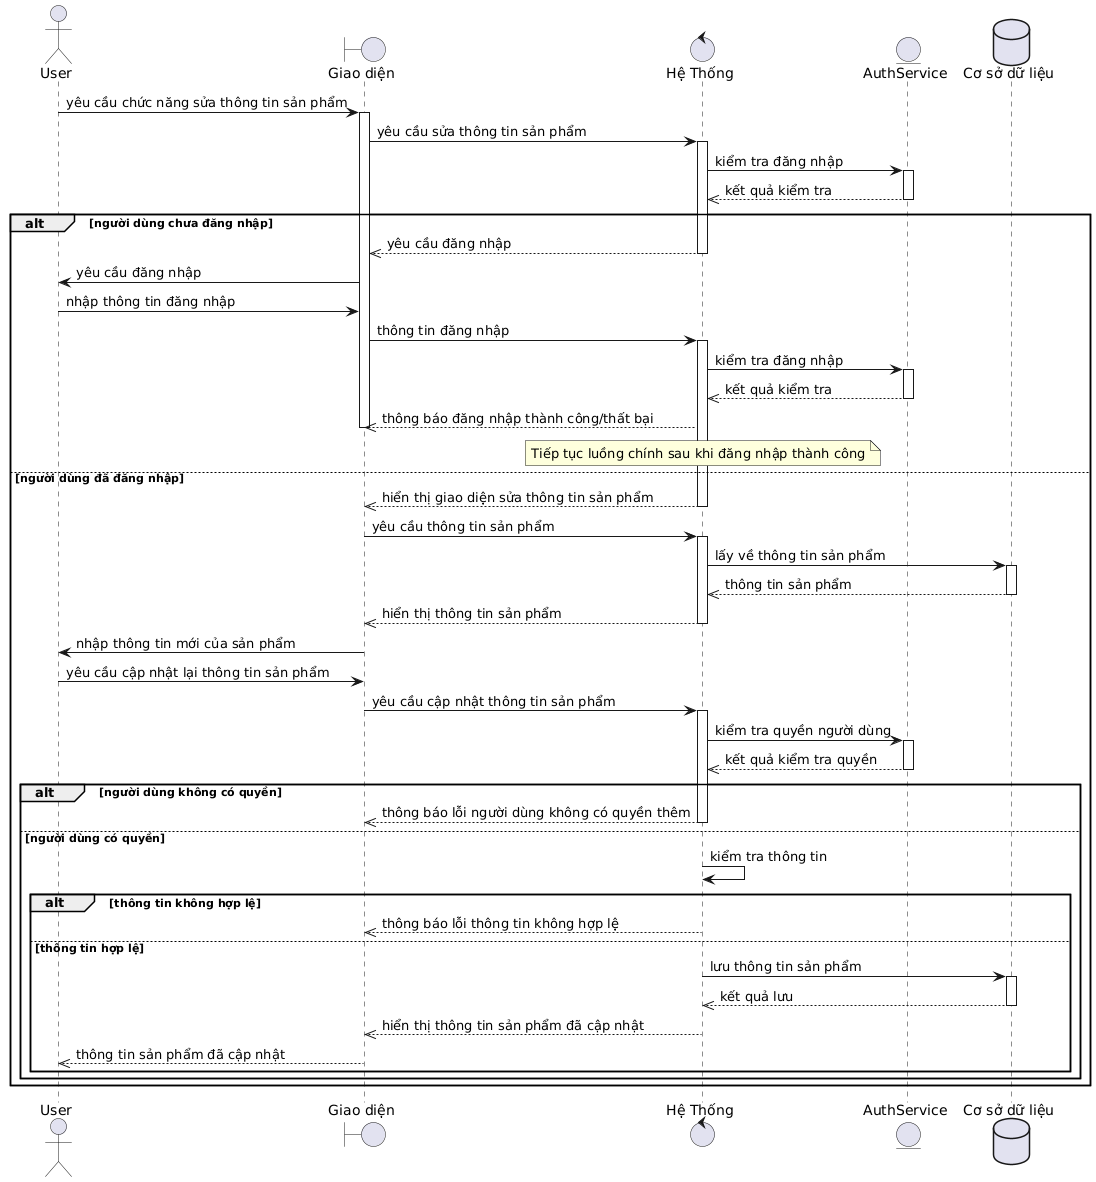 User
Giao diện
Hệ Thống
AuthService
Cơ sở dữ liệu
yêu cầu chức năng sửa thông tin sản phẩm
yêu cầu sửa thông tin sản phẩm
kiểm tra đăng nhập
kết quả kiểm tra
alt
[người dùng chưa đăng nhập]
yêu cầu đăng nhập
yêu cầu đăng nhập
nhập thông tin đăng nhập
thông tin đăng nhập
kiểm tra đăng nhập
kết quả kiểm tra
thông báo đăng nhập thành công/thất bại
Tiếp tục luồng chính sau khi đăng nhập thành công
[người dùng đã đăng nhập]
hiển thị giao diện sửa thông tin sản phẩm
yêu cầu thông tin sản phẩm
lấy về thông tin sản phẩm
thông tin sản phẩm
hiển thị thông tin sản phẩm
nhập thông tin mới của sản phẩm
yêu cầu cập nhật lại thông tin sản phẩm
yêu cầu cập nhật thông tin sản phẩm
kiểm tra quyền người dùng
kết quả kiểm tra quyền
alt
[người dùng không có quyền]
thông báo lỗi người dùng không có quyền thêm
[người dùng có quyền]
kiểm tra thông tin
alt
[thông tin không hợp lệ]
thông báo lỗi thông tin không hợp lệ
[thông tin hợp lệ]
lưu thông tin sản phẩm
kết quả lưu
hiển thị thông tin sản phẩm đã cập nhật
thông tin sản phẩm đã cập nhật
User
Giao diện
Hệ Thống
AuthService
Cơ sở dữ liệu